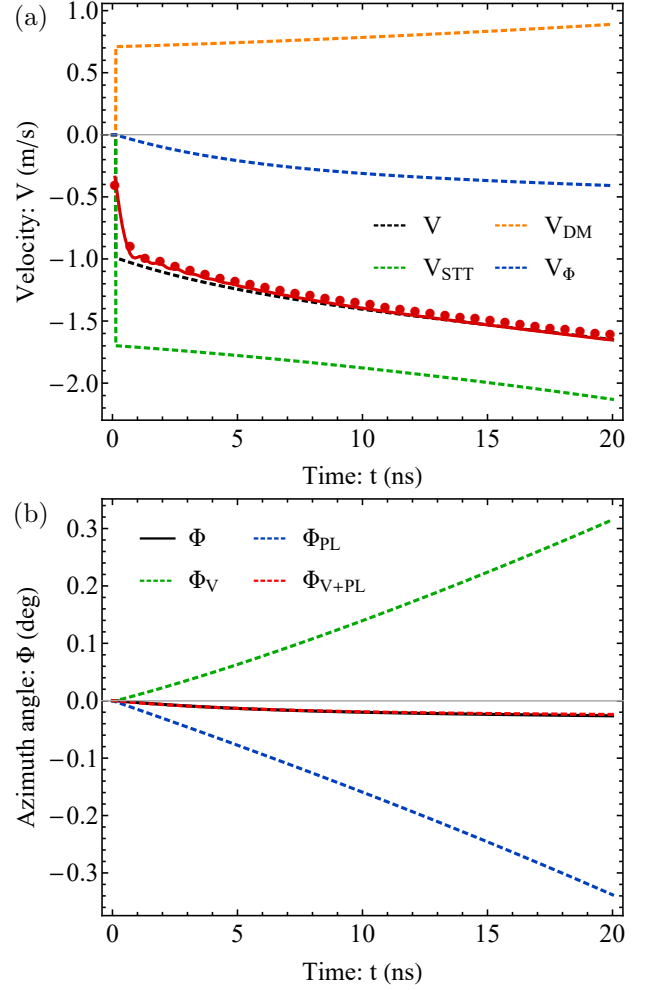 (a)
1.0
0.5
0.0
−0.5
−1.0
−1.5
−2.0
Velocity: V (m/s)
V
V_STT
V_DM
V_Φ
0 5 10 15 20
Time: t (ns)
(b)
0.3
0.2
0.1
0.0
−0.1
−0.2
−0.3
Azimuth angle: Φ (deg)
Φ
Φ_V
Φ_PL
Φ_V+PL
0 5 10 15 20
Time: t (ns)